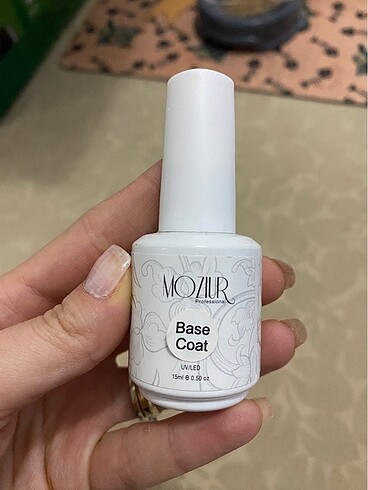 MOZIUR
Professional
Base
Coat
UV/LED
15ml ℮ 0.50 oz